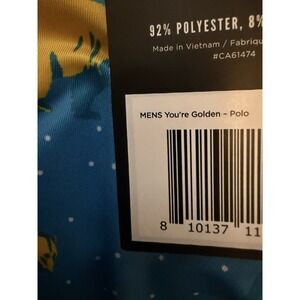 92% POLYESTER, 8%
Made in Vietnam / Fabriqu
#CA61474
MENS You're Golden – Polo
8 10137 11